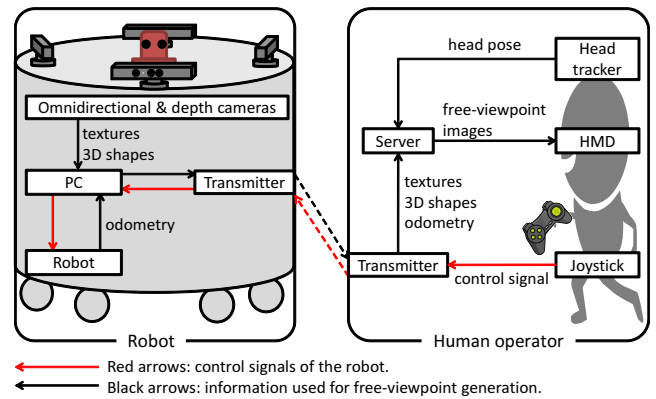 Omnidirectional & depth cameras
textures
3D shapes
PC
Transmitter
odometry
Robot
Robot
head pose
Head
tracker
free-viewpoint
images
Server
HMD
textures
3D shapes
odometry
Transmitter
control signal
Joystick
Human operator
Red arrows: control signals of the robot.
Black arrows: information used for free-viewpoint generation.